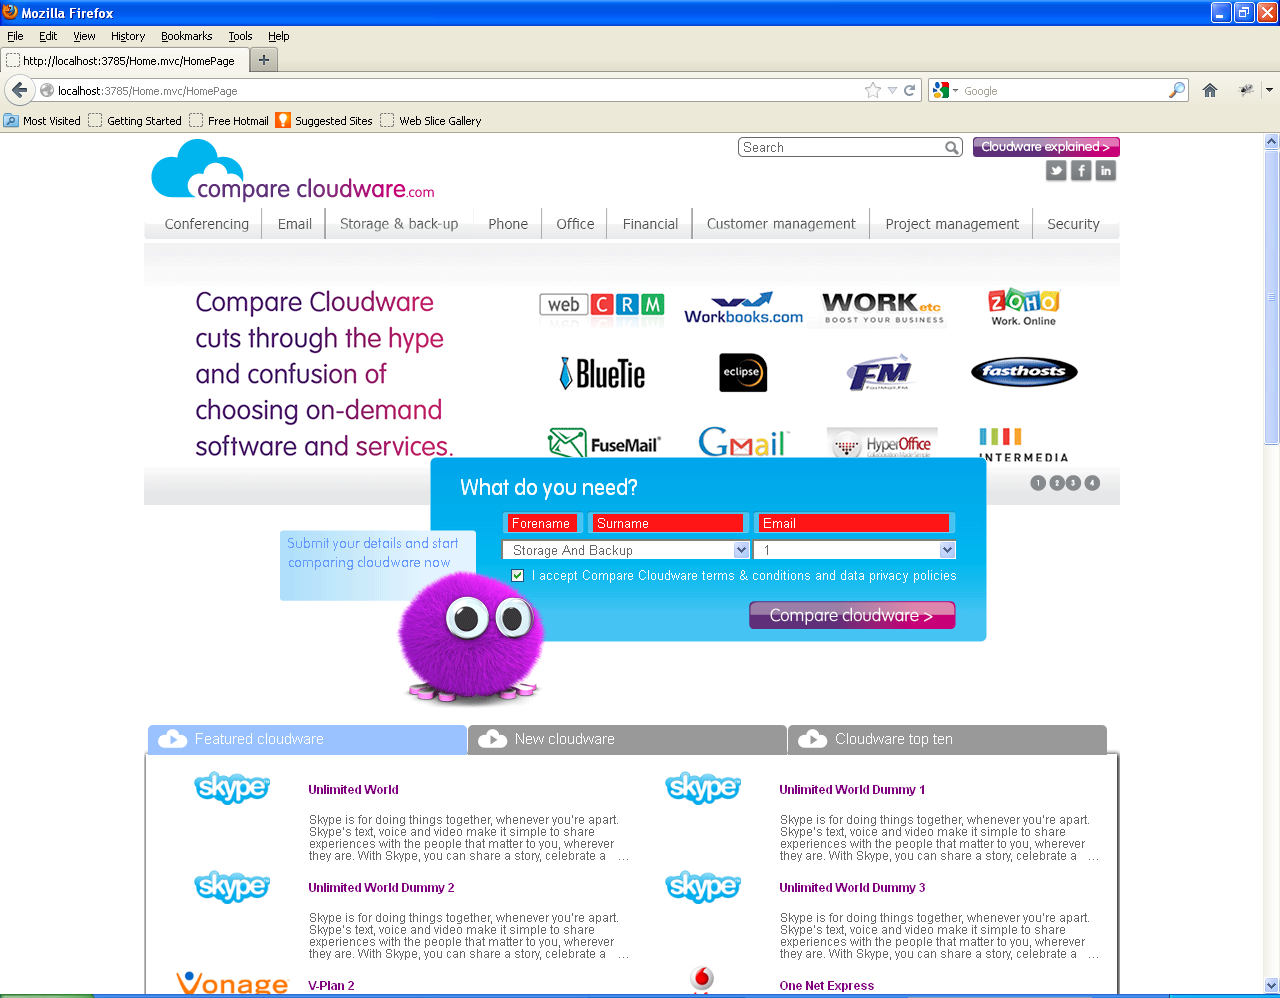 Mozilla Firefox
File Edit View History Bookmarks Tools Help
http://localhost:3785/Home.mvc/HomePage
localhost:3785/Home.mvc/HomePage
Google
Most Visited Getting Started Free Hotmail Suggested Sites Web Slice Gallery
Search
Cloudware explained >
compare cloudware.com
Conferencing Email Storage & back-up Phone Office Financial Customer management Project management Security
Compare Cloudware
cuts through the hype
and confusion of
choosing on-demand
software and services.
web CRM
Workbooks.com
WORK etc
BOOST YOUR BUSINESS
ZOHO
Work. Online
BlueTie
eclipse
FM
FastMail.FM
fasthosts
FuseMail
Gmail
HyperOffice
INTERMEDIA
1 2 3 4
What do you need?
Forename Surname Email
Storage And Backup 1
I accept Compare Cloudware terms & conditions and data privacy policies
Compare cloudware >
Submit your details and start
comparing cloudware now
Featured cloudware New cloudware Cloudware top ten
skype
Unlimited World
Skype is for doing things together, whenever you're apart.
Skype's text, voice and video make it simple to share
experiences with the people that matter to you, wherever
they are. With Skype, you can share a story, celebrate a ...
skype
Unlimited World Dummy 1
Skype is for doing things together, whenever you're apart.
Skype's text, voice and video make it simple to share
experiences with the people that matter to you, wherever
they are. With Skype, you can share a story, celebrate a ...
skype
Unlimited World Dummy 2
Skype is for doing things together, whenever you're apart.
Skype's text, voice and video make it simple to share
experiences with the people that matter to you, wherever
they are. With Skype, you can share a story, celebrate a ...
skype
Unlimited World Dummy 3
Skype is for doing things together, whenever you're apart.
Skype's text, voice and video make it simple to share
experiences with the people that matter to you, wherever
they are. With Skype, you can share a story, celebrate a ...
Vonage
V-Plan 2
One Net Express